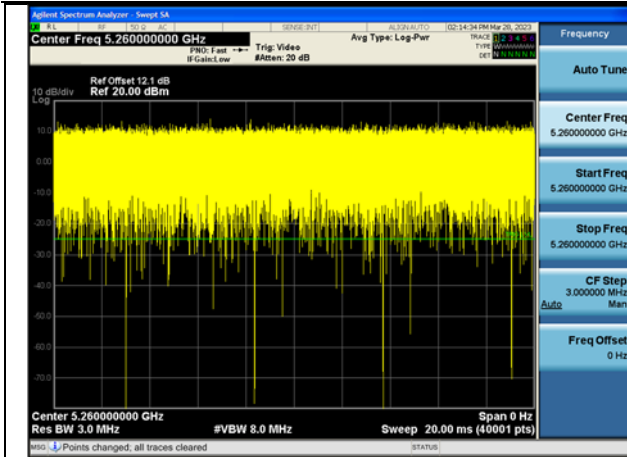 Agilent Spectrum Analyzer - Swept SA
RL RF 50 Ω AC SENSE:INT ALIGN AUTO 02:14:34 PM Mar 28, 2023
Center Freq 5.260000000 GHz
PNO: Fast
IFGain:Low
Trig: Video
#Atten: 20 dB
Avg Type: Log-Pwr
TRACE 1 2 3 4 5 6
TYPE WWWWWW
DET N N N N N N
Ref Offset 12.1 dB
10 dB/div Ref 20.00 dBm
Log
10.0
0.00
-10.0
-20.0
-30.0
-40.0
-60.0
-70.0
Center 5.260000000 GHz
Span 0 Hz
Res BW 3.0 MHz
#VBW 8.0 MHz
Sweep 20.00 ms (40001 pts)
MSG Points changed; all traces cleared
STATUS
Frequency
Auto Tune
Center Freq
5.260000000 GHz
Start Freq
5.260000000 GHz
Stop Freq
5.260000000 GHz
CF Step
3.000000 MHz
Auto Man
Freq Offset
0 Hz